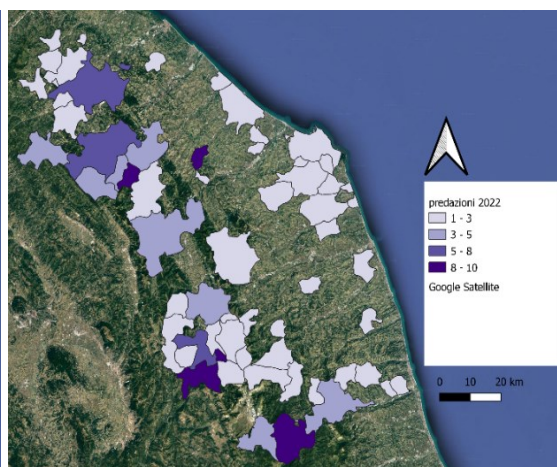 predazioni 2022
1 - 3
3 - 5
5 - 8
8 - 10
Google Satellite
0 10 20 km